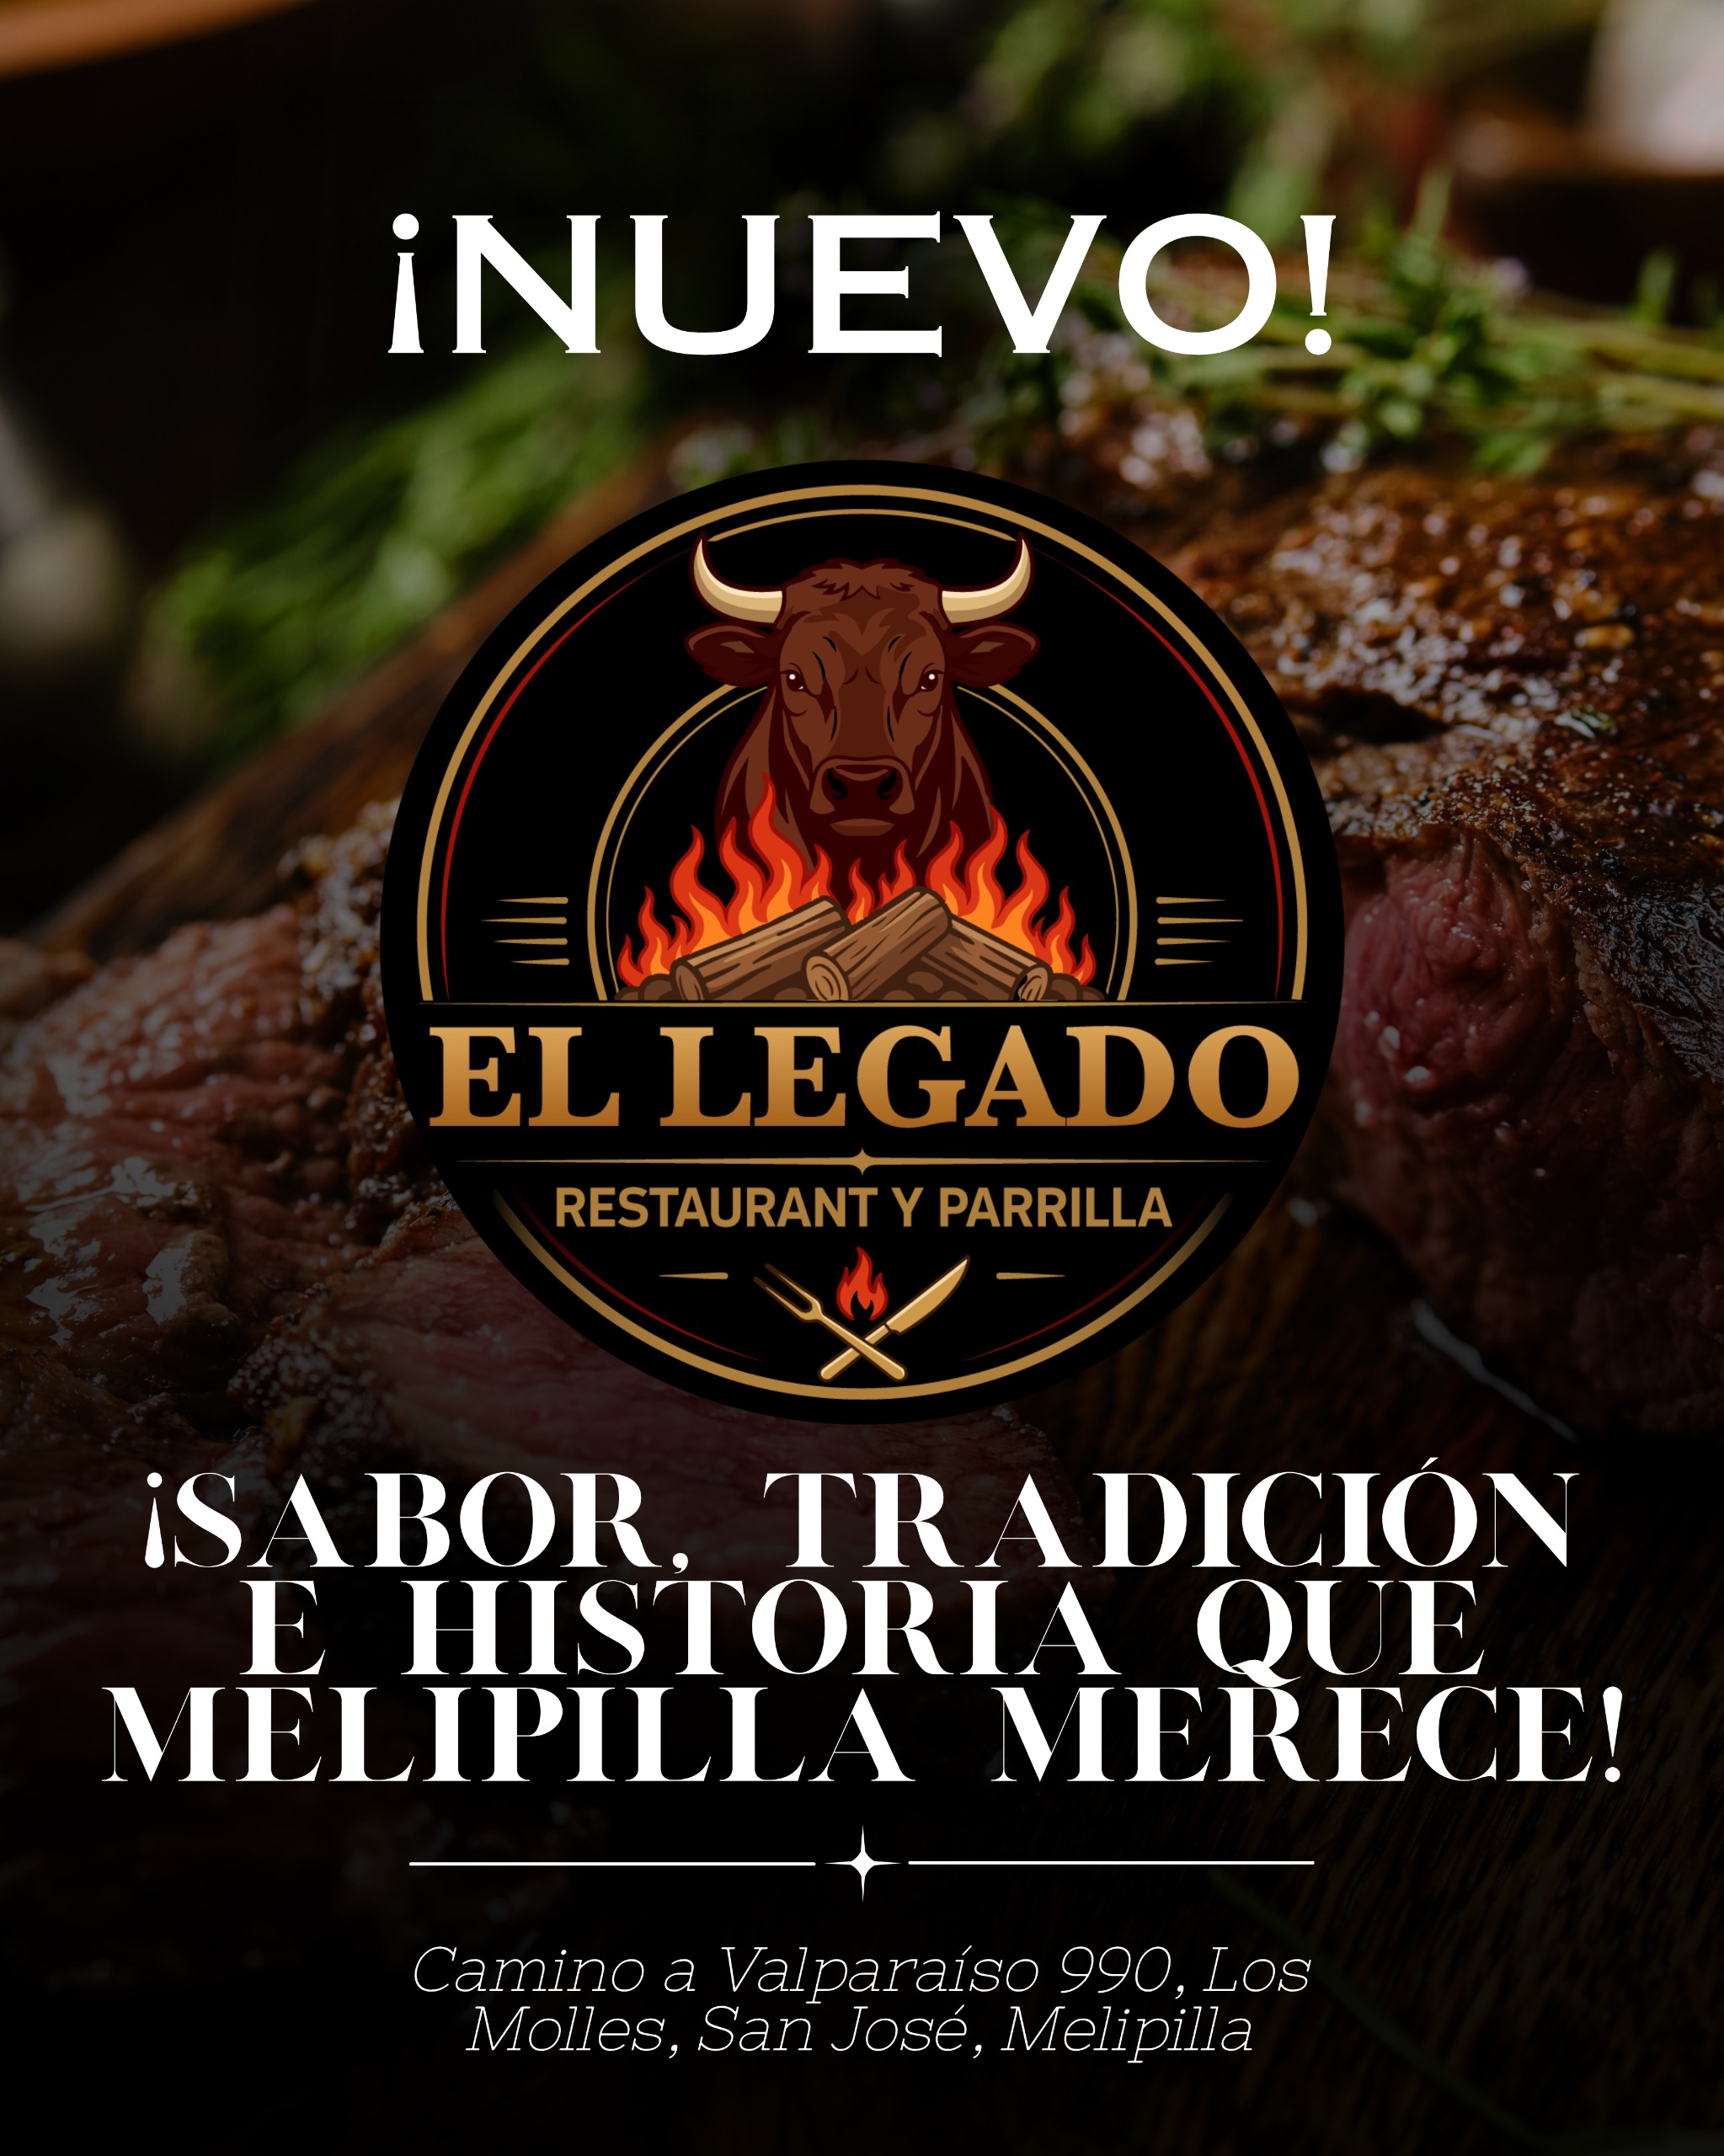 ¡NUEVO!
EL LEGADO
RESTAURANT Y PARRILLA
¡SABOR, TRADICIÓN
E HISTORIA QUE
MELIPILLA MERECE!
Camino a Valparaíso 990, Los
Molles, San José, Melipilla